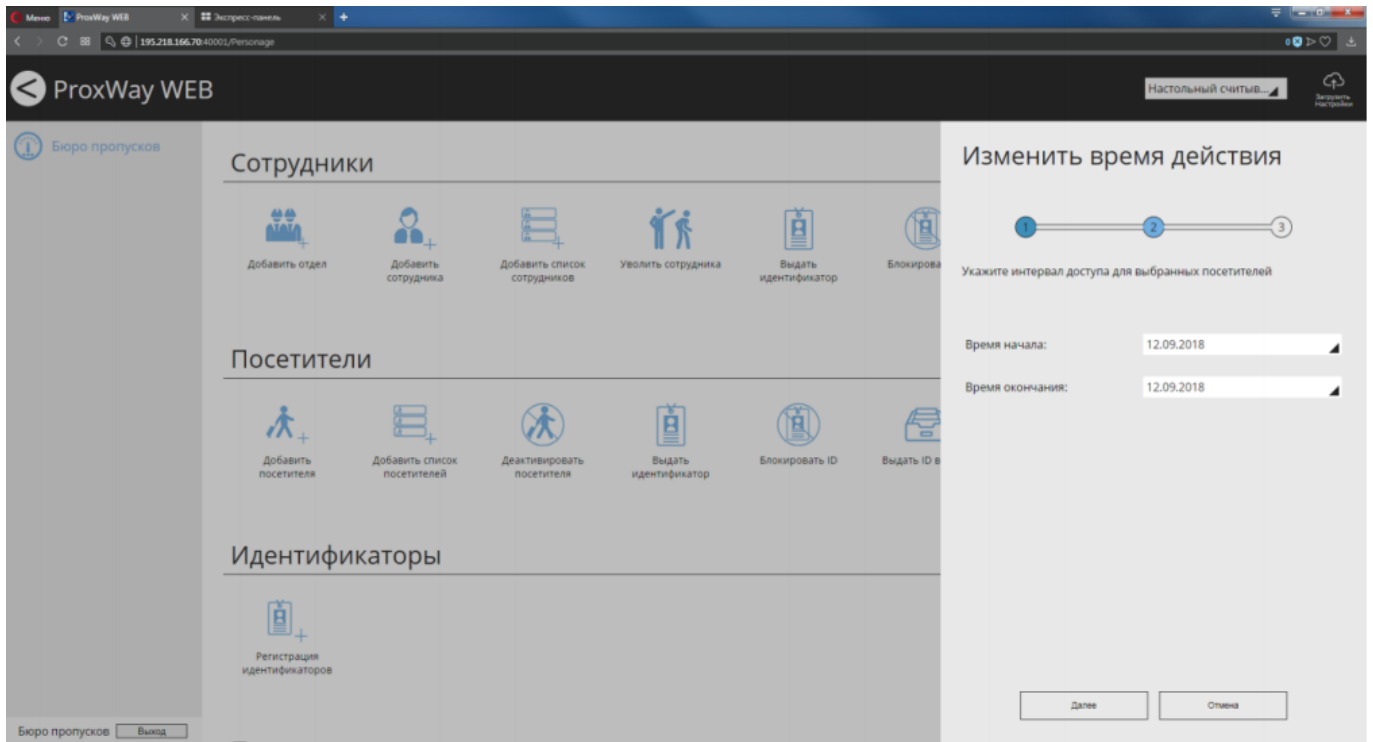 Меню ProxWay WEB Экспресс-панель
195.218.166.70:40001/Personage 0
ProxWay WEB
Настольный считыв...
Загрузить
Настройки
Бюро пропусков
Сотрудники
Добавить отдел
Добавить
сотрудника
Добавить список
сотрудников
Уволить сотрудника
Выдать
идентификатор
Блокирова
Посетители
Добавить
посетителя
Добавить список
посетителей
Деактивировать
посетителя
Выдать
идентификатор
Блокировать ID
Выдать ID в
Идентификаторы
Регистрация
идентификаторов
Бюро пропусков Выход
Изменить время действия
1 2 3
Укажите интервал доступа для выбранных посетителей
Время начала: 12.09.2018
Время окончания: 12.09.2018
Далее Отмена